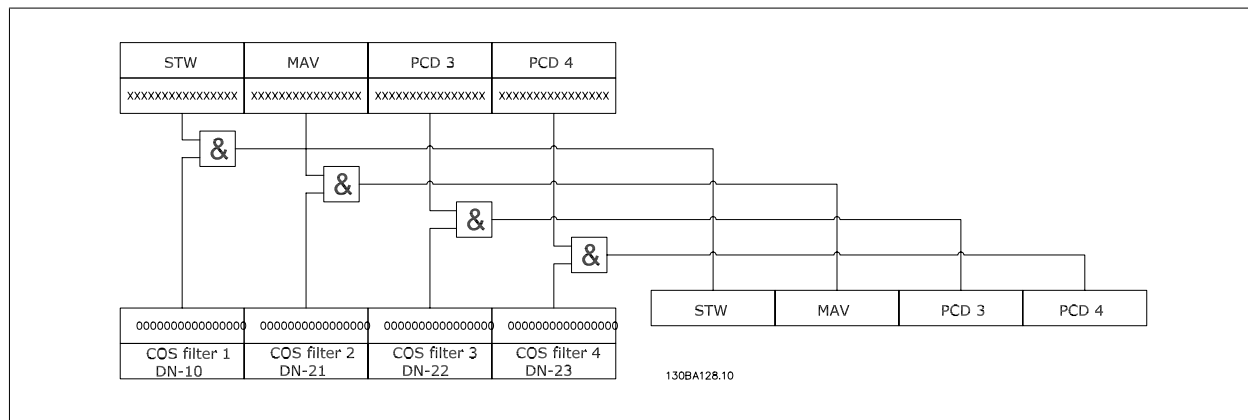 STW MAV PCD 3 PCD 4
XXXXXXXXXXXXXXXX XXXXXXXXXXXXXXXX XXXXXXXXXXXXXXXX XXXXXXXXXXXXXXXX
&
&
&
&
STW MAV PCD 3 PCD 4
0000000000000000 0000000000000000 0000000000000000 0000000000000000
COS filter 1 COS filter 2 COS filter 3 COS filter 4
DN-10 DN-21 DN-22 DN-23
130BA128.10